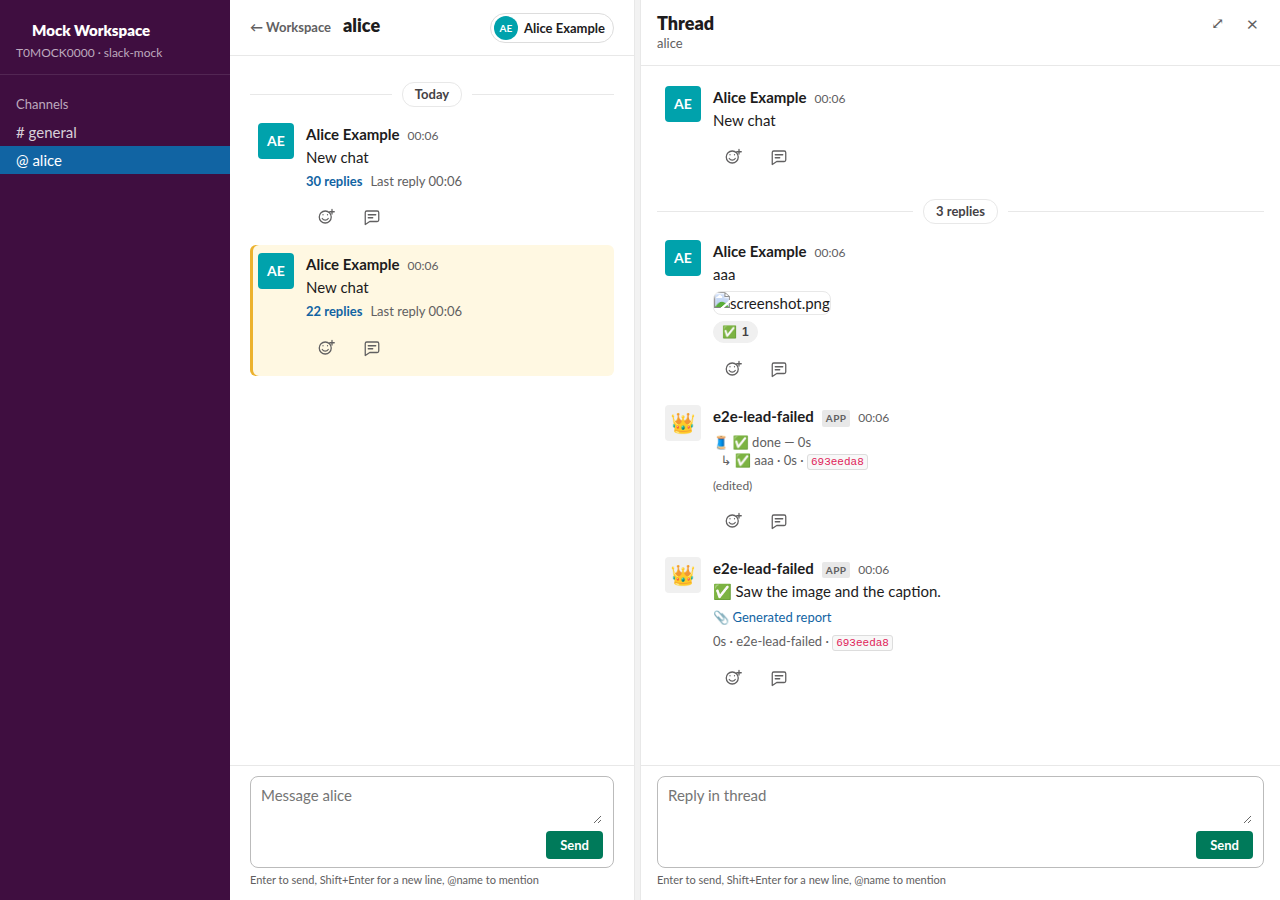 Mock Workspace
T0MOCK0000 · slack-mock
Channels
# general
@ alice
← Workspace alice
AE Alice Example
Today
AE
Alice Example 00:06
New chat
30 replies Last reply 00:06
AE
Alice Example 00:06
New chat
22 replies Last reply 00:06
Message alice
Send
Enter to send, Shift+Enter for a new line, @name to mention
Thread
alice
AE
Alice Example 00:06
New chat
3 replies
AE
Alice Example 00:06
aaa
screenshot.png
✅ 1
e2e-lead-failed APP 00:06
🧵 ✅ done — 0s
↳ ✅ aaa · 0s · 693eeda8
(edited)
e2e-lead-failed APP 00:06
✅ Saw the image and the caption.
📎 Generated report
0s · e2e-lead-failed · 693eeda8
Reply in thread
Send
Enter to send, Shift+Enter for a new line, @name to mention